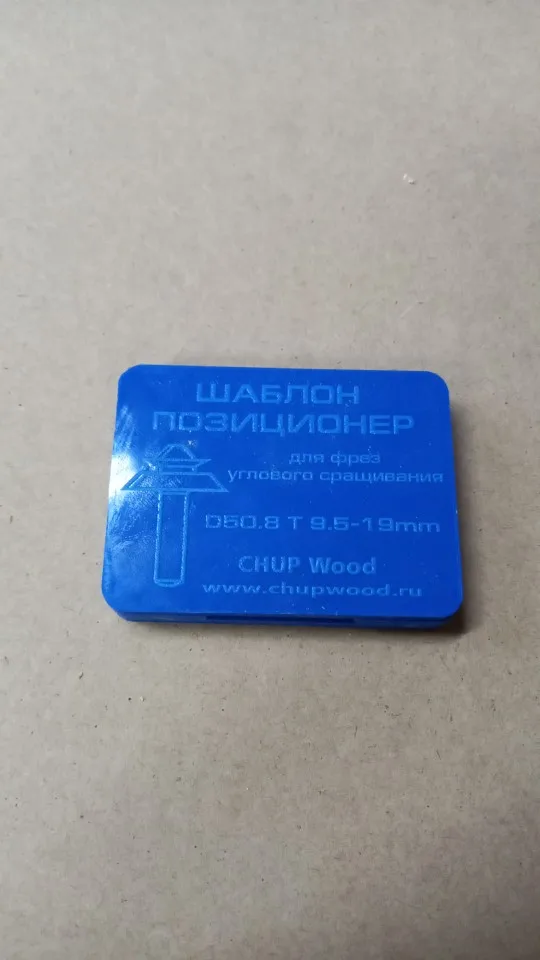 ШАБЛОН
ПОЗИЦИОНЕР
для фрез
углового сращивания
D50.8 T 9.5-19mm
CHUP Wood
www.chupwood.ru